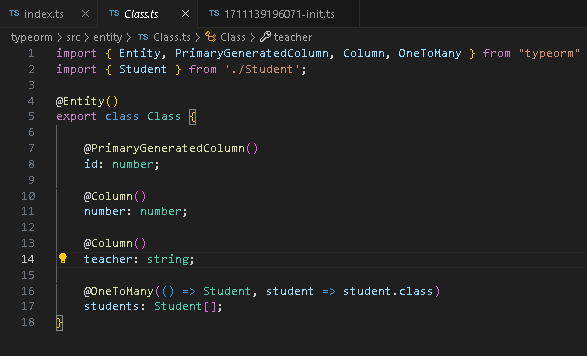 TS index.ts TS Class.ts × TS 1711139196071-init.ts
typeorm > src > entity > TS Class.ts > Class > teacher
1 import { Entity, PrimaryGeneratedColumn, Column, OneToMany } from "typeorm"
2 import { Student } from './Student';
3
4 @Entity()
5 export class Class {
6
7 @PrimaryGeneratedColumn()
8 id: number;
9
10 @Column()
11 number: number;
12
13 @Column()
14 teacher: string;
15
16 @OneToMany(() => Student, student => student.class)
17 students: Student[];
18 }